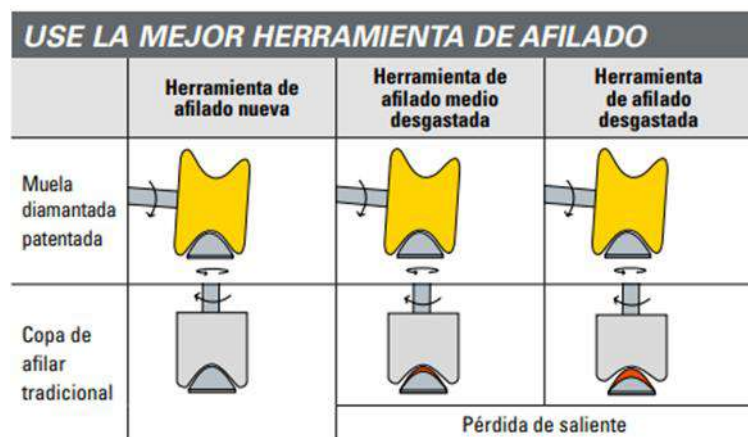 USE LA MEJOR HERRAMIENTA DE AFILADO
Herramienta de
afilado nueva
Herramienta de
afilado medio
desgastada
Herramienta
de afilado
desgastada
Muela
diamantada
patentada
Copa de
afilar
tradicional
Pérdida de saliente